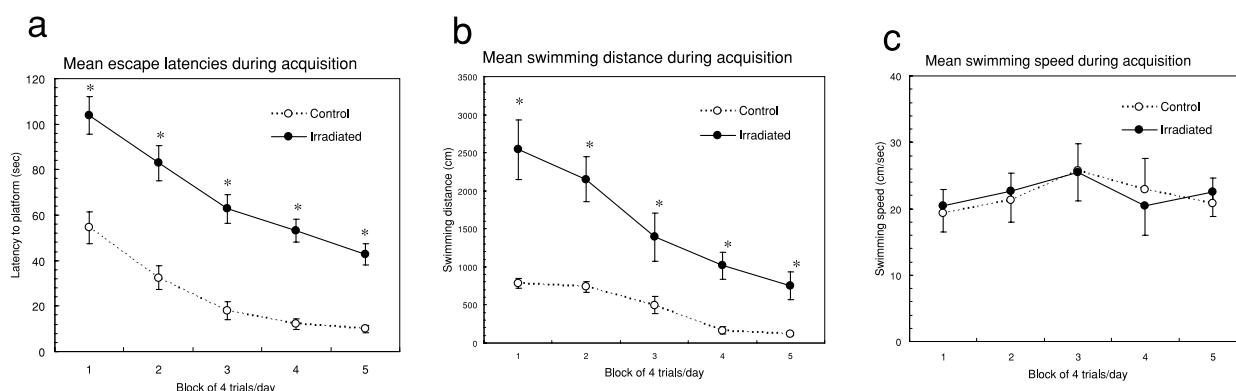 a
Mean escape latencies during acquisition
120
100
80
60
40
20
0
Latency to platform (sec)
* * * * *
Control
Irradiated
1 2 3 4 5
Block of 4 trials/day
b
Mean swimming distance during acquisition
3500
3000
2500
2000
1500
1000
500
0
Swimming distance (cm)
* * * * *
Control
Irradiated
1 2 3 4 5
Block of 4 trials/day
c
Mean swimming speed during acquisition
40
30
20
10
0
Swimming speed (cm/sec)
Control
Irradiated
1 2 3 4 5
Block of 4 trials/day